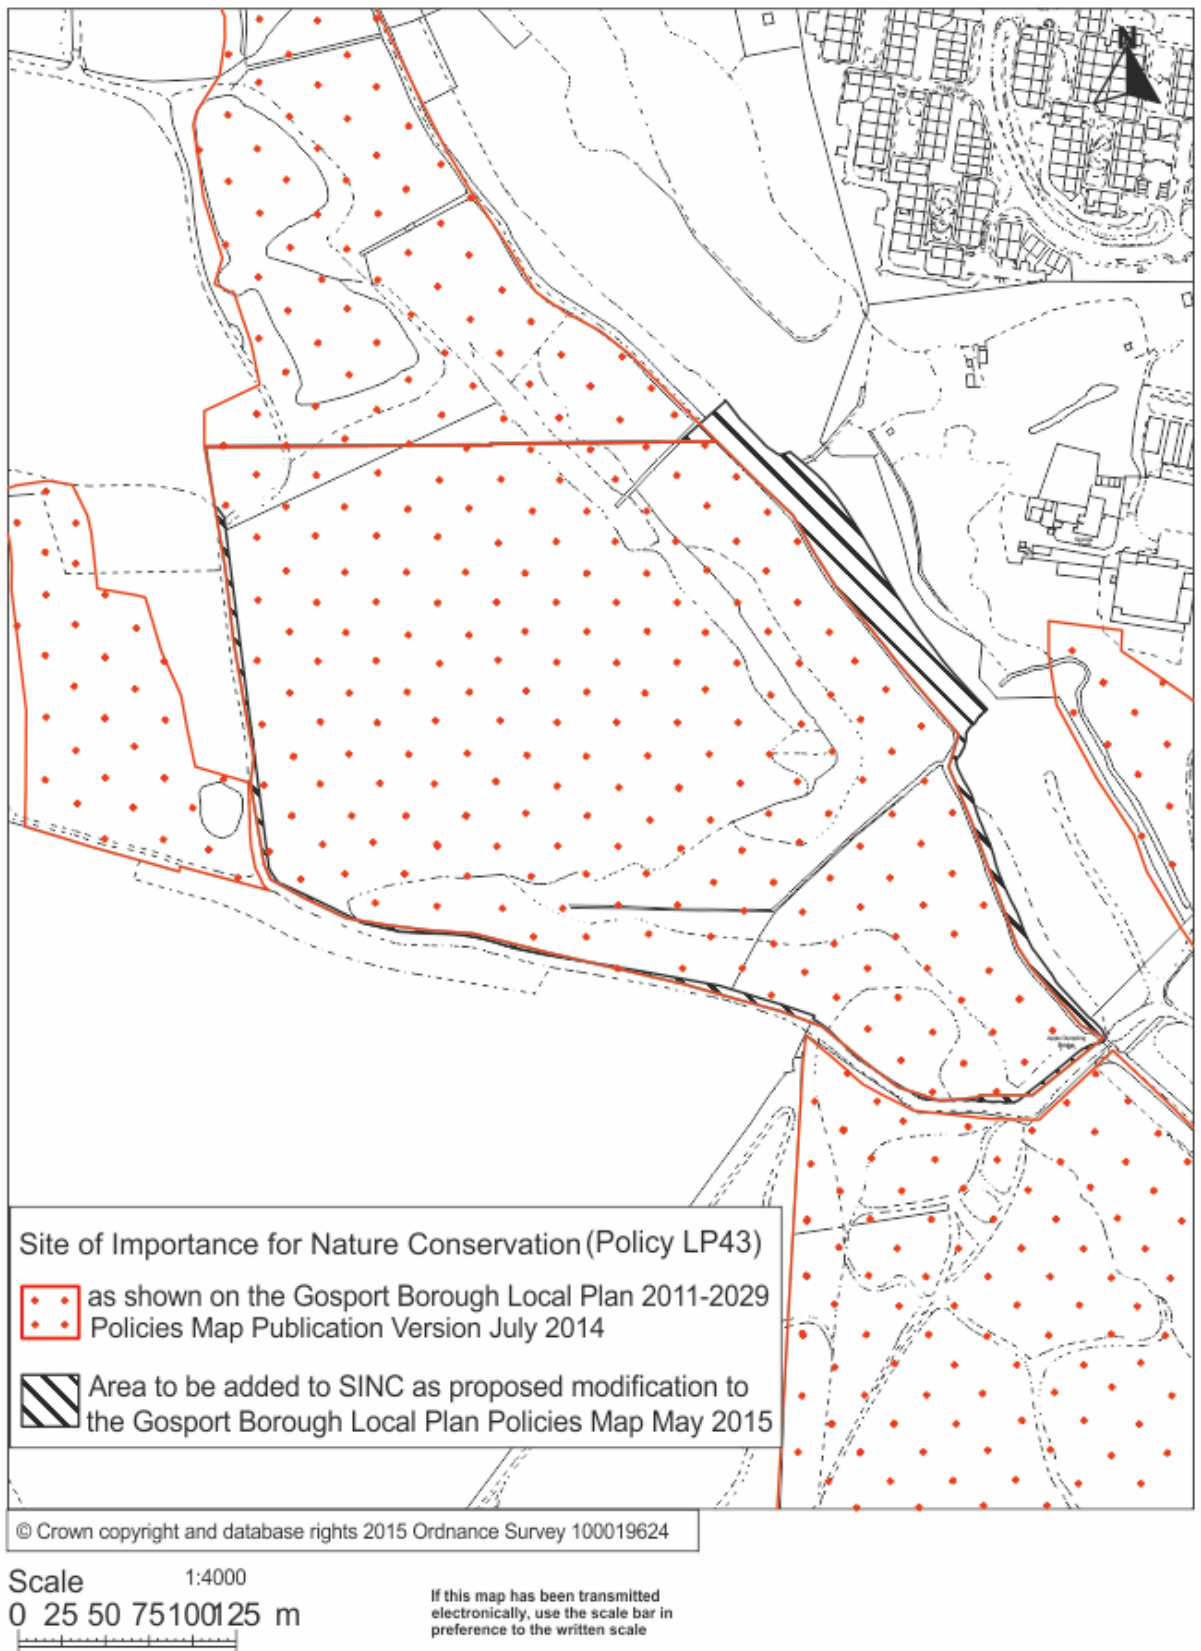 N
Site of Importance for Nature Conservation (Policy LP43)
as shown on the Gosport Borough Local Plan 2011-2029
Policies Map Publication Version July 2014
Area to be added to SINC as proposed modification to
the Gosport Borough Local Plan Policies Map May 2015
© Crown copyright and database rights 2015 Ordnance Survey 100019624
Scale 1:4000
0 25 50 75 100 125 m
If this map has been transmitted
electronically, use the scale bar in
preference to the written scale